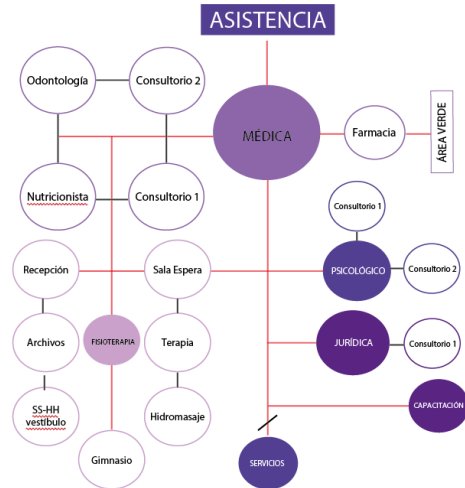 ASISTENCIA
Odontología
Consultorio 2
MÉDICA
Farmacia
ÁREA VERDE
Nutricionista
Consultorio 1
Consultorio 1
Recepción
Sala Espera
PSICOLÓGICO
Consultorio 2
Archivos
FISIOTERAPIA
Terapia
JURÍDICA
Consultorio 1
SS-HH
vestíbulo
Hidromasaje
CAPACITACIÓN
Gimnasio
SERVICIOS